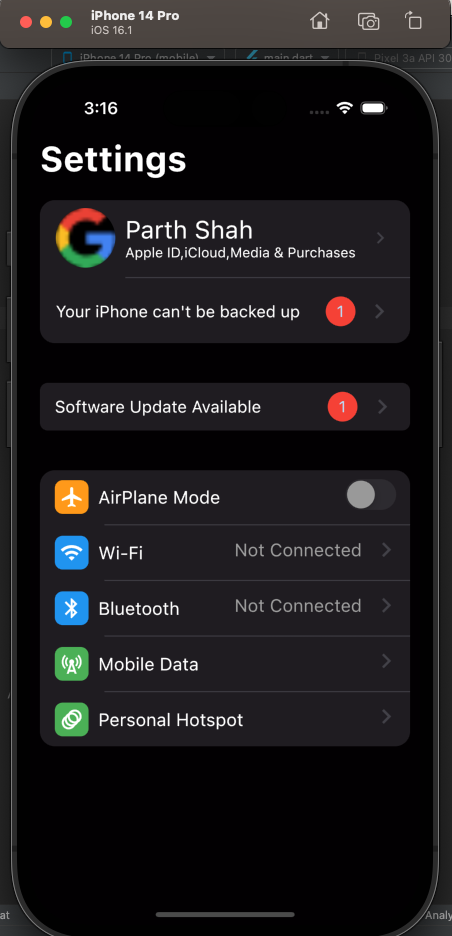 iPhone 14 Pro
iOS 16.1
iPhone 14 Pro (mobile) main.dart Pixel 3a API 30
3:16
Settings
Parth Shah
Apple ID,iCloud,Media & Purchases
Your iPhone can't be backed up 1
Software Update Available 1
AirPlane Mode
Wi-Fi Not Connected
Bluetooth Not Connected
Mobile Data
Personal Hotspot
at Analy